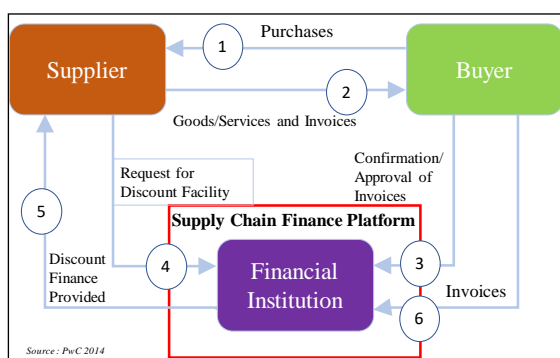 Purchases
1
Supplier
Buyer
2
Goods/Services and Invoices
Request for
Discount Facility
Confirmation/
Approval of
Invoices
5
Supply Chain Finance Platform
4
Financial
Institution
3
Discount
Finance
Provided
Invoices
6
Source : PwC 2014